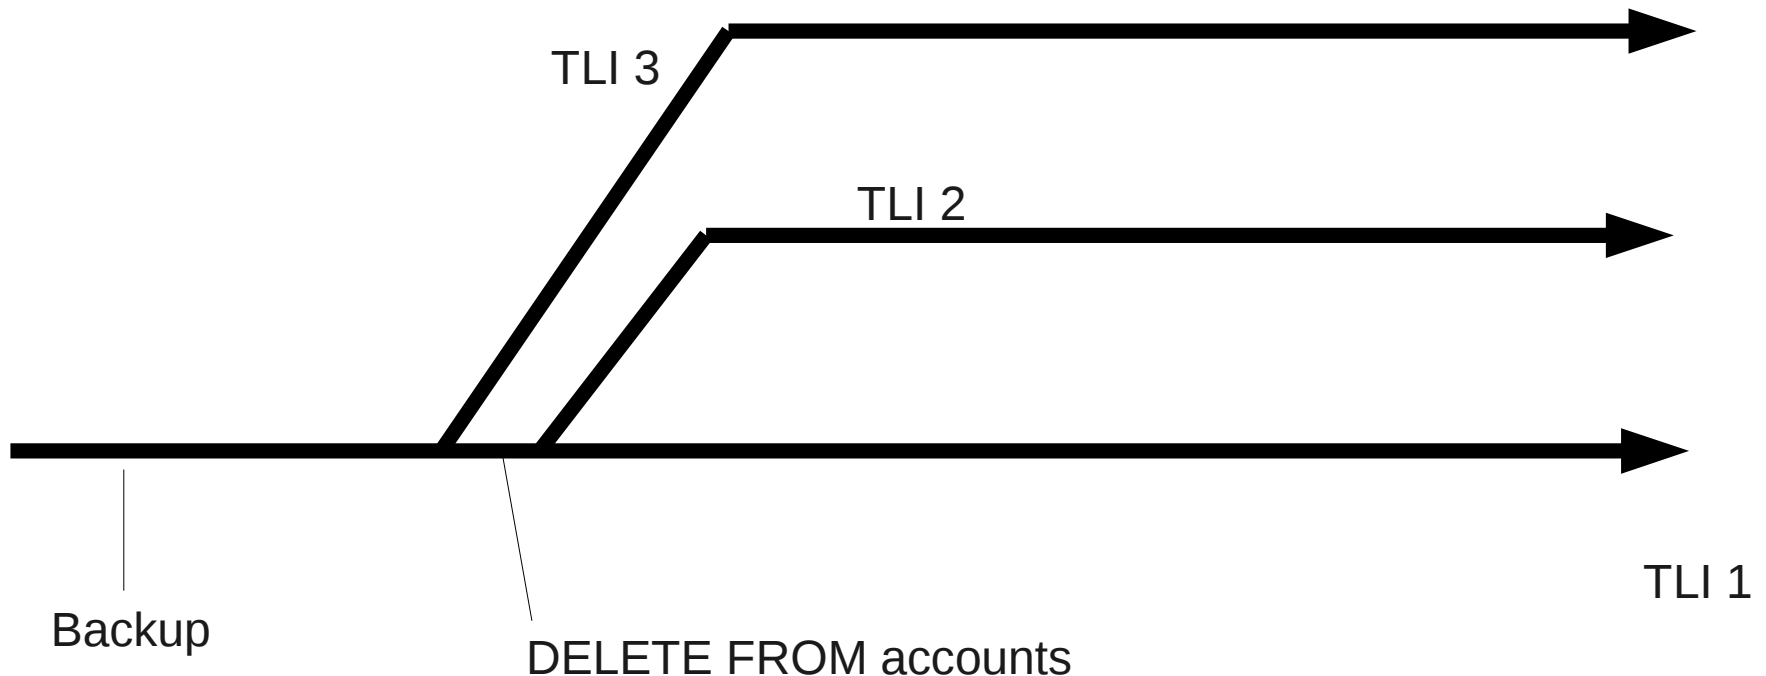 TLI 3
TLI 2
TLI 1
Backup
DELETE FROM accounts